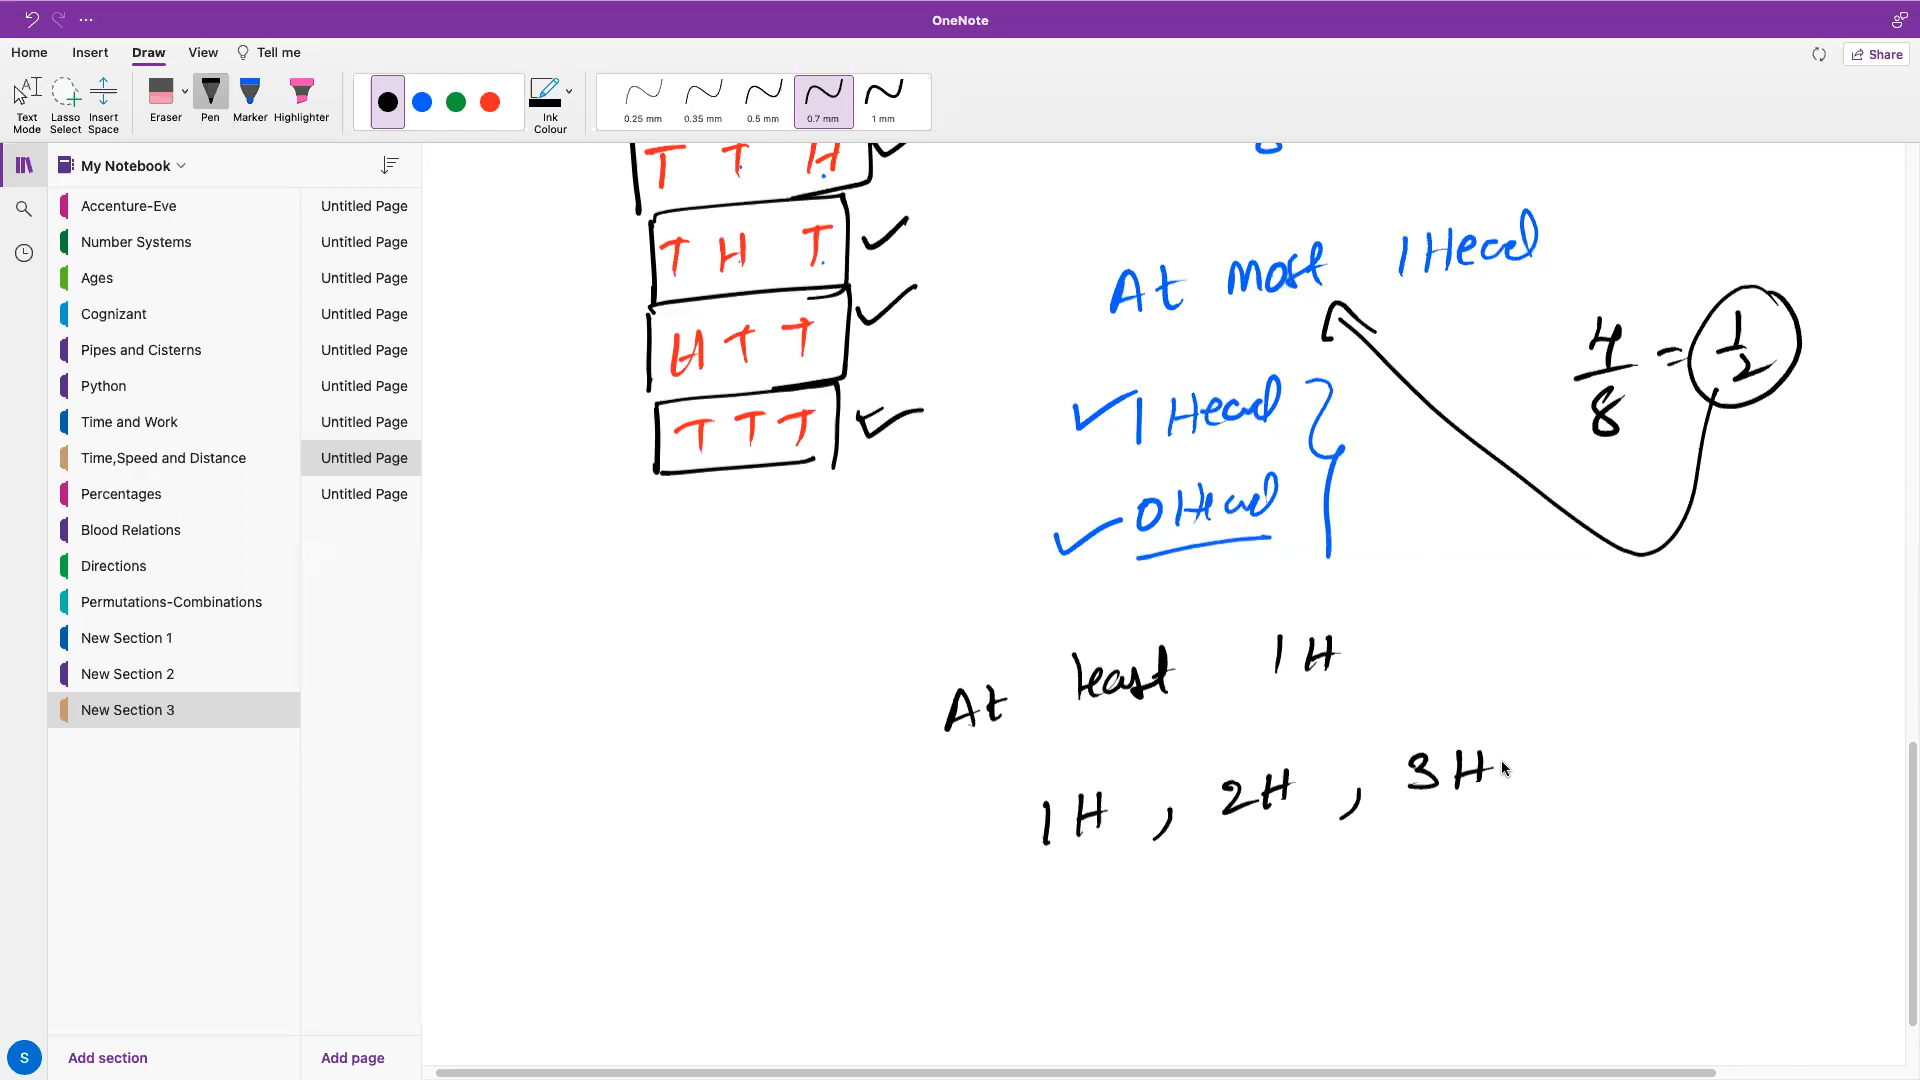 OneNote
Home Insert Draw View Tell me
Share
Text Mode
Lasso Select
Insert Space
Eraser
Pen
Marker
Highlighter
Ink Colour
0.25 mm
0.35 mm
0.5 mm
0.7 mm
1 mm
My Notebook
Accenture-Eve
Number Systems
Ages
Cognizant
Pipes and Cisterns
Python
Time and Work
Time,Speed and Distance
Percentages
Blood Relations
Directions
Permutations-Combinations
New Section 1
New Section 2
New Section 3
Add section
S
Untitled Page
Untitled Page
Untitled Page
Untitled Page
Untitled Page
Untitled Page
Untitled Page
Untitled Page
Untitled Page
Add page
T T H
T H T
H T T
T T T
At most 1 Head
1 Head
0 Head
4/8 = 1/2
At least 1H
1H , 2H , 3H